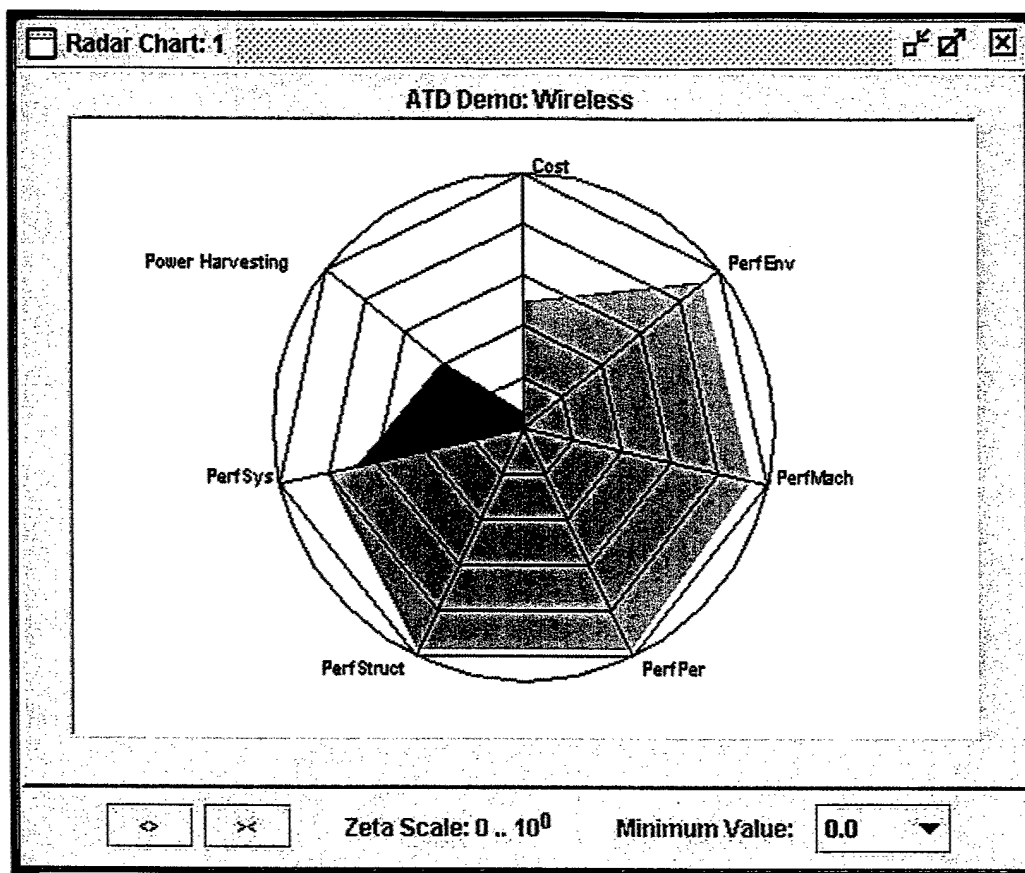 Radar Chart: 1
ATD Demo: Wireless
Cost
Power Harvesting
PerfEnv
PerfSys
PerfMach
PerfStruct
PerfPer
<> >< Zeta Scale: 0 .. 10⁰ Minimum Value: 0.0